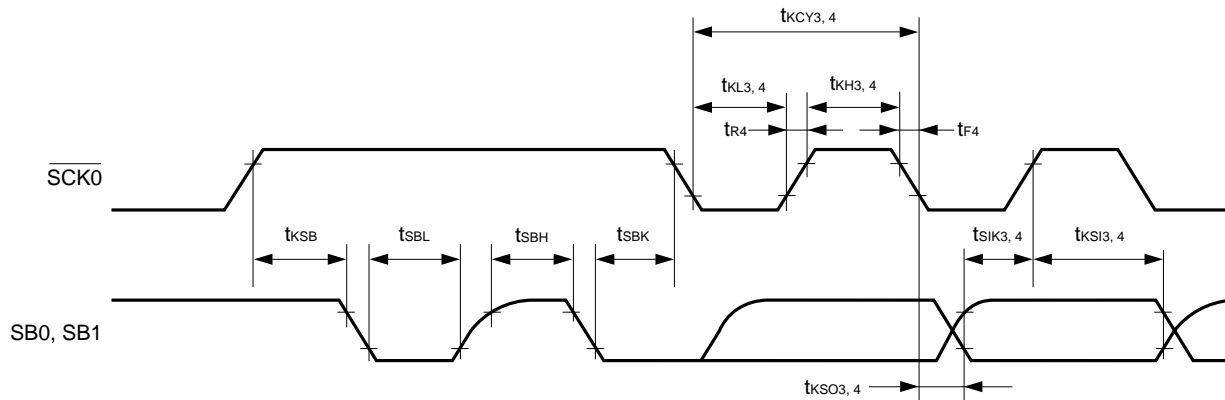 tKCY3, 4
tKL3, 4
tKH3, 4
tR4
tF4
SCK0
tKSB
tSBL
tSBH
tSBK
tSIK3, 4
tKSI3, 4
SB0, SB1
tKSO3, 4